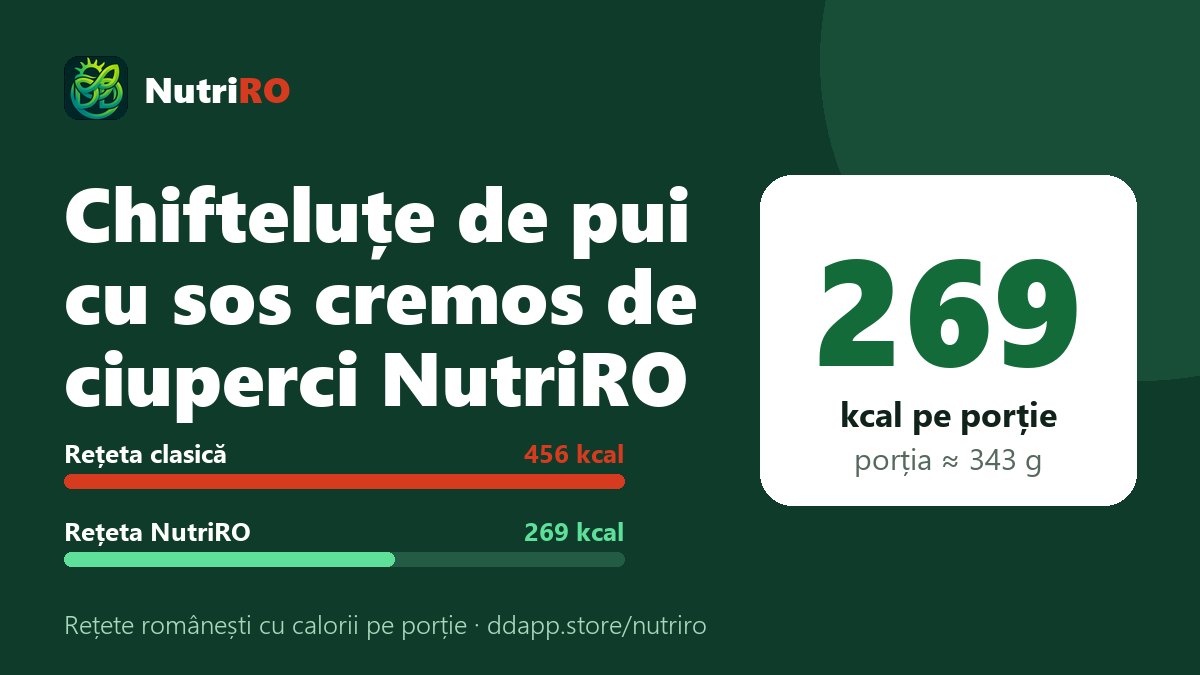 NutriRO
Chifteluțe de pui
cu sos cremos de
ciuperci NutriRO
Rețeta clasică 456 kcal
Rețeta NutriRO 269 kcal
269
kcal pe porție
porția ≈ 343 g
Rețete românești cu calorii pe porție · ddapp.store/nutriro